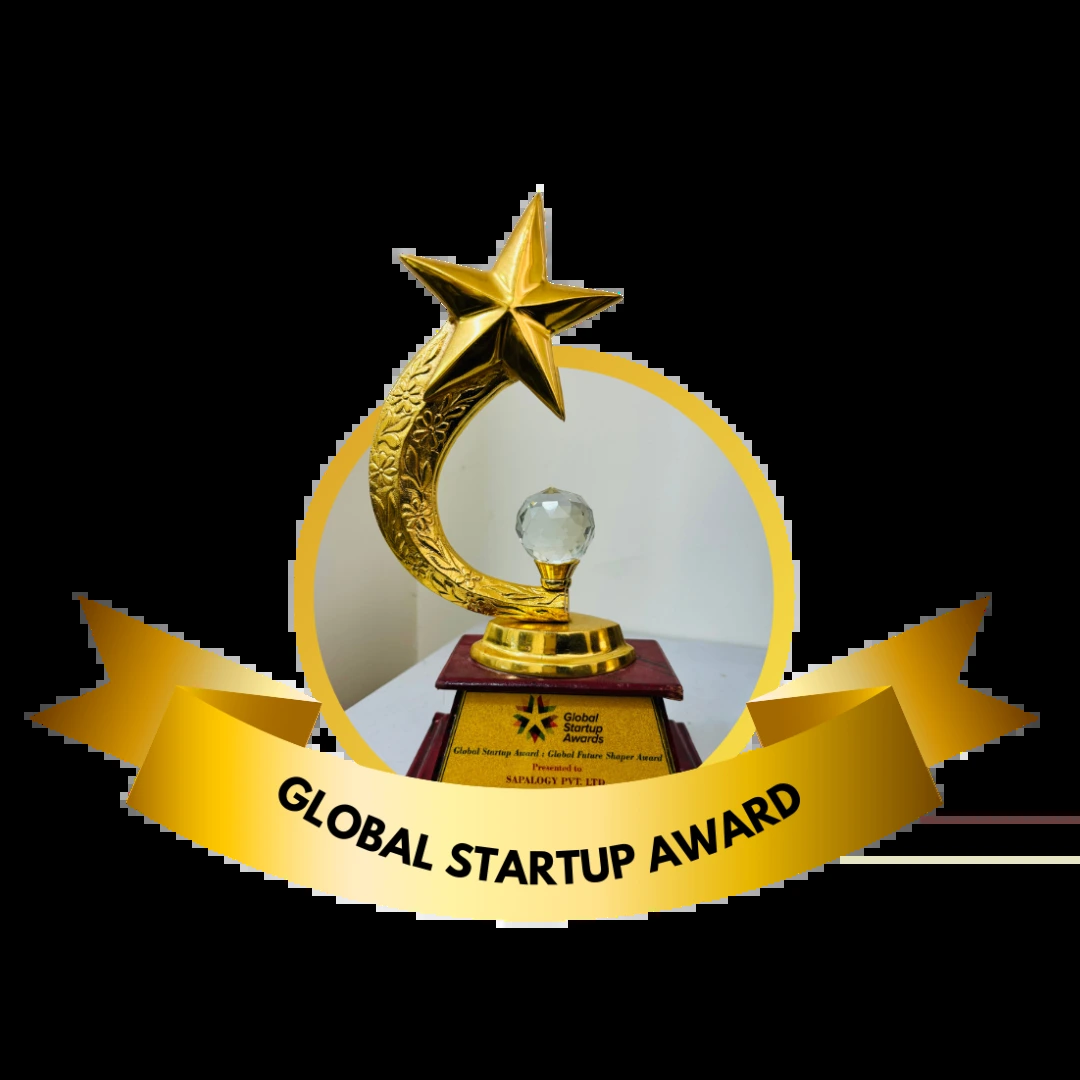 Global
Startup
Awards
Global Startup Award : Global Future Shaper Award
Presented to
SAPALOGY PVT. LTD
GLOBAL STARTUP AWARD